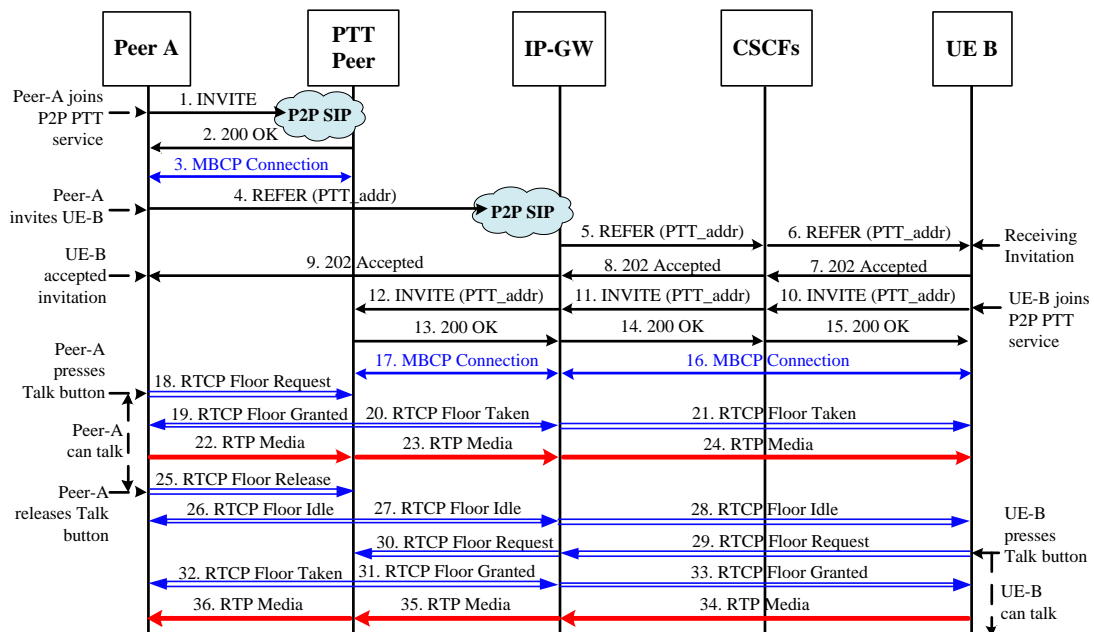 Peer A
PTT
Peer
IP-GW
CSCFs
UE B
Peer-A joins
P2P PTT
service
1. INVITE
P2P SIP
2. 200 OK
3. MBCP Connection
Peer-A
invites UE-B
4. REFER (PTT_addr)
P2P SIP
5. REFER (PTT_addr)
6. REFER (PTT_addr)
Receiving
Invitation
UE-B
accepted
invitation
9. 202 Accepted
8. 202 Accepted
7. 202 Accepted
12. INVITE (PTT_addr)
11. INVITE (PTT_addr)
10. INVITE (PTT_addr)
UE-B joins
P2P PTT
service
13. 200 OK
14. 200 OK
15. 200 OK
17. MBCP Connection
16. MBCP Connection
Peer-A
presses
Talk button
18. RTCP Floor Request
19. RTCP Floor Granted
20. RTCP Floor Taken
21. RTCP Floor Taken
Peer-A
can talk
22. RTP Media
23. RTP Media
24. RTP Media
25. RTCP Floor Release
Peer-A
releases Talk
button
26. RTCP Floor Idle
27. RTCP Floor Idle
28. RTCP Floor Idle
UE-B
presses
Talk button
30. RTCP Floor Request
29. RTCP Floor Request
32. RTCP Floor Taken
31. RTCP Floor Granted
33. RTCP Floor Granted
UE-B
can talk
36. RTP Media
35. RTP Media
34. RTP Media